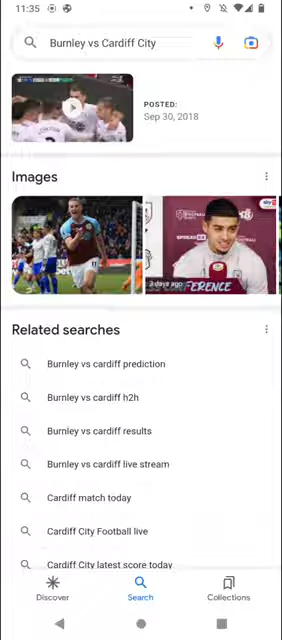 11:35
Burnley vs Cardiff City
POSTED:
Sep 30, 2018
Images
sky
3 days ago
ERENCE
Related searches
Burnley vs cardiff prediction
Burnley vs cardiff h2h
Burnley vs cardiff results
Burnley vs cardiff live stream
Cardiff match today
Cardiff City Football live
Cardiff City latest score today
Discover
Search
Collections